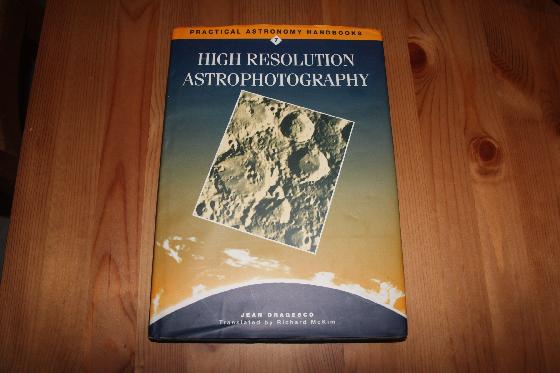 PRACTICAL ASTRONOMY HANDBOOKS
7
HIGH RESOLUTION
ASTROPHOTOGRAPHY
JEAN DRAGESCO
Translated by Richard McKim